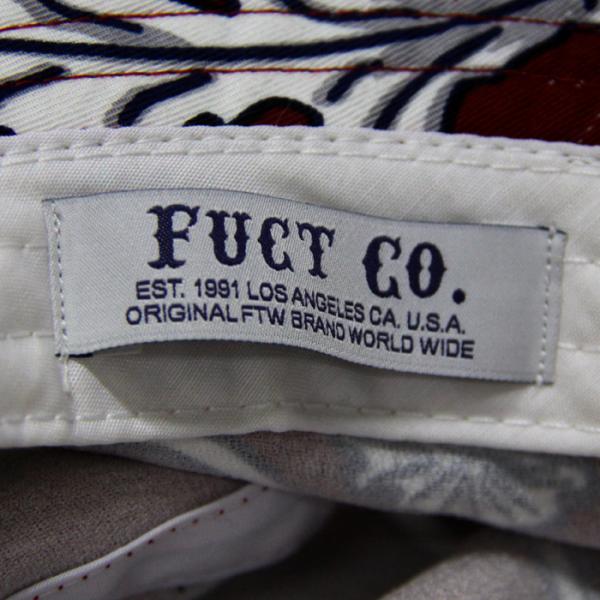 FUCT CO.
EST. 1991 LOS ANGELES CA. U.S.A.
ORIGINAL FTW BRAND WORLD WIDE